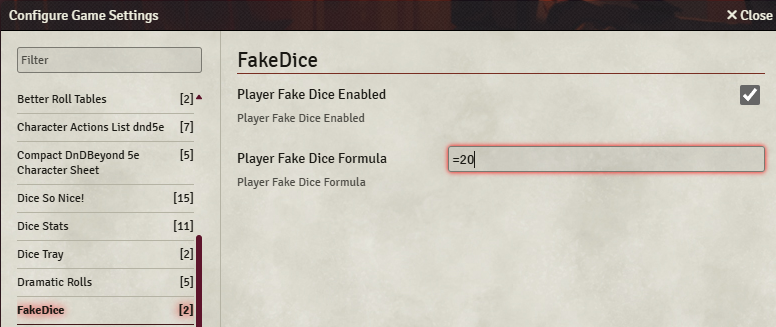 Configure Game Settings
✕ Close
Filter
Better Roll Tables [2]
Character Actions List dnd5e [7]
Compact DnDBeyond 5e [5]
Character Sheet
Dice So Nice! [15]
Dice Stats [11]
Dice Tray [2]
Dramatic Rolls [5]
FakeDice [2]
FakeDice
Player Fake Dice Enabled
Player Fake Dice Enabled
Player Fake Dice Formula
=20
Player Fake Dice Formula